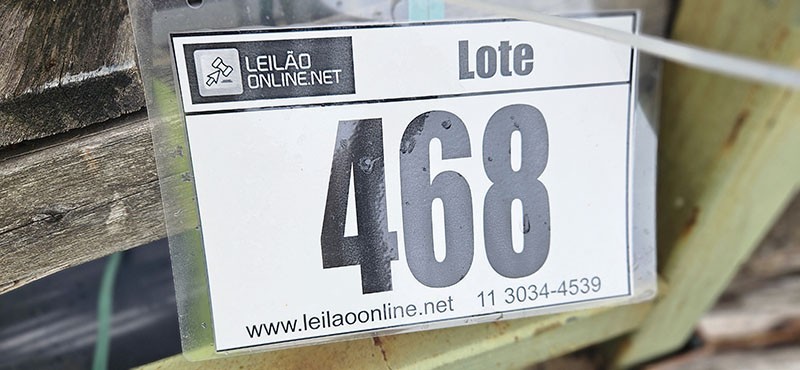 LEILÃO
ONLINE.NET
Lote
468
www.leilaoonline.net 11 3034-4539